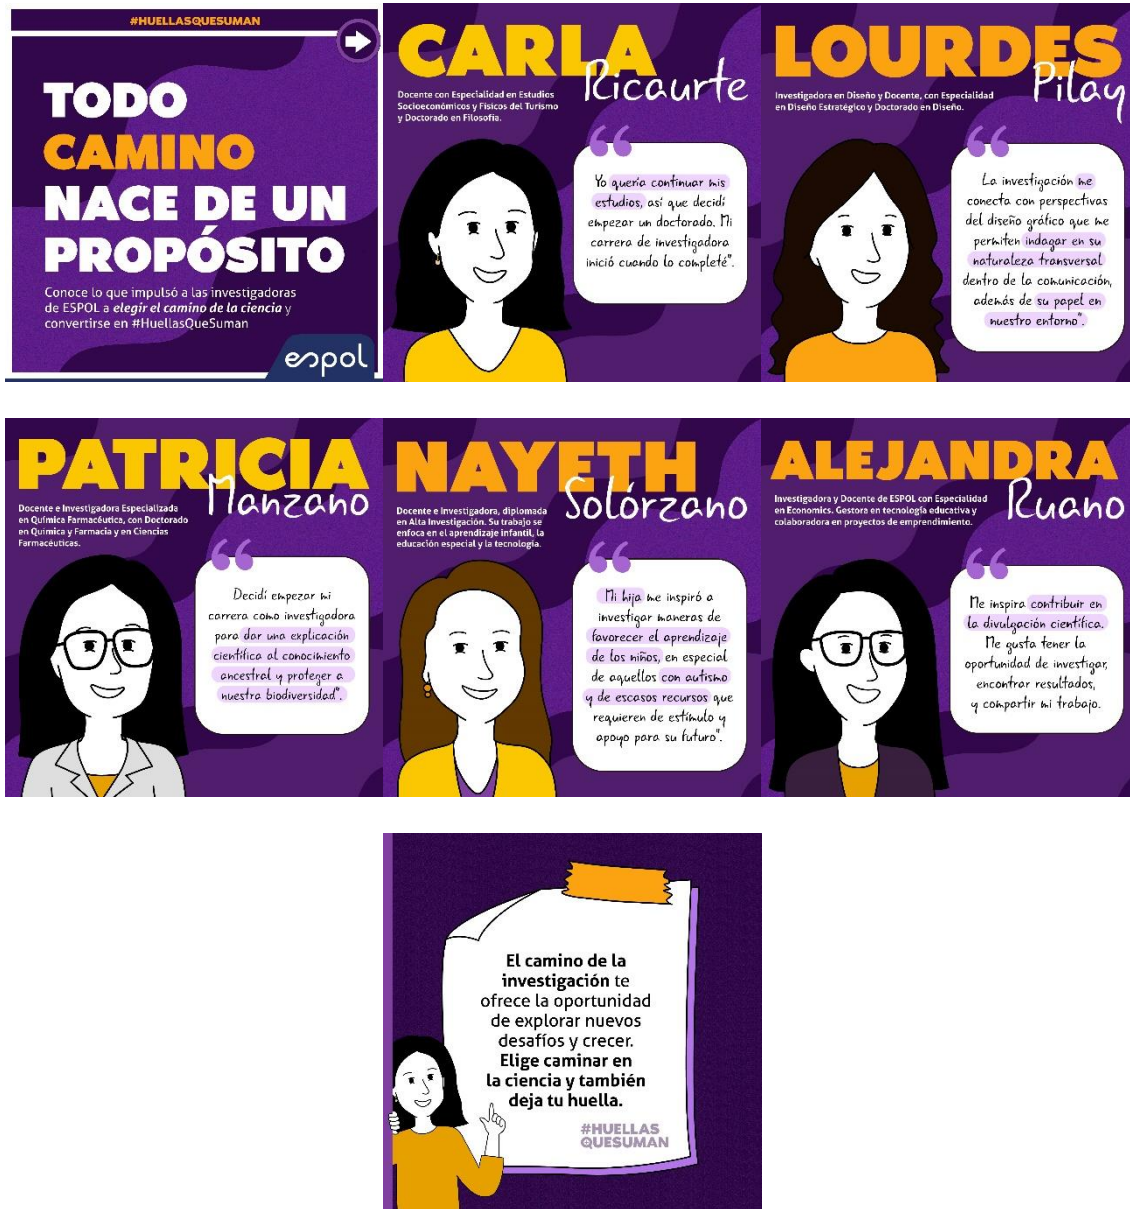 #HUELLASQUESUMAN
TODO
CAMINO
NACE DE UN
PROPÓSITO
Conoce lo que impulsó a las investigadoras
de ESPOL a elegir el camino de la ciencia y
convertirse en #HuellasQueSuman
espol
CARLA
Ricaurte
Docente con Especialidad en Estudios
Socioeconómicos y Físicos del Turismo
y Doctorado en Filosofía.
Yo quería continuar mis
estudios, así que decidí
empezar un doctorado. Mi
carrera de investigadora
inició cuando lo completé".
LOURDES
Pilay
Investigadora en Diseño y Docente, con Especialidad
en Diseño Estratégico y Doctorado en Diseño.
La investigación me
conecta con perspectivas
del diseño gráfico que me
permiten indagar en su
naturaleza transversal
dentro de la comunicación,
además de su papel en
nuestro entorno".
PATRICIA
Manzano
Docente e Investigadora Especializada
en Química Farmacéutica, con Doctorado
en Química y Farmacia y en Ciencias
Farmacéuticas.
Decidí empezar mi
carrera como investigadora
para dar una explicación
científica al conocimiento
ancestral y proteger a
nuestra biodiversidad".
NAYETH
Solórzano
Docente e Investigadora, diplomada
en Alta Investigación. Su trabajo se
enfoca en el aprendizaje infantil, la
educación especial y la tecnología.
Mi hija me inspiró a
investigar maneras de
favorecer el aprendizaje
de los niños, en especial
de aquellos con autismo
y de escasos recursos que
requieren de estímulo y
apoyo para su futuro".
ALEJANDRA
Ruano
Investigadora y Docente de ESPOL con Especialidad
en Economics. Gestora en tecnología educativa y
colaboradora en proyectos de emprendimiento.
Me inspira contribuir en
la divulgación científica.
Me gusta tener la
oportunidad de investigar,
encontrar resultados,
y compartir mi trabajo.
El camino de la
investigación te
ofrece la oportunidad
de explorar nuevos
desafíos y crecer.
Elige caminar en
la ciencia y también
deja tu huella.
#HUELLAS
QUESUMAN